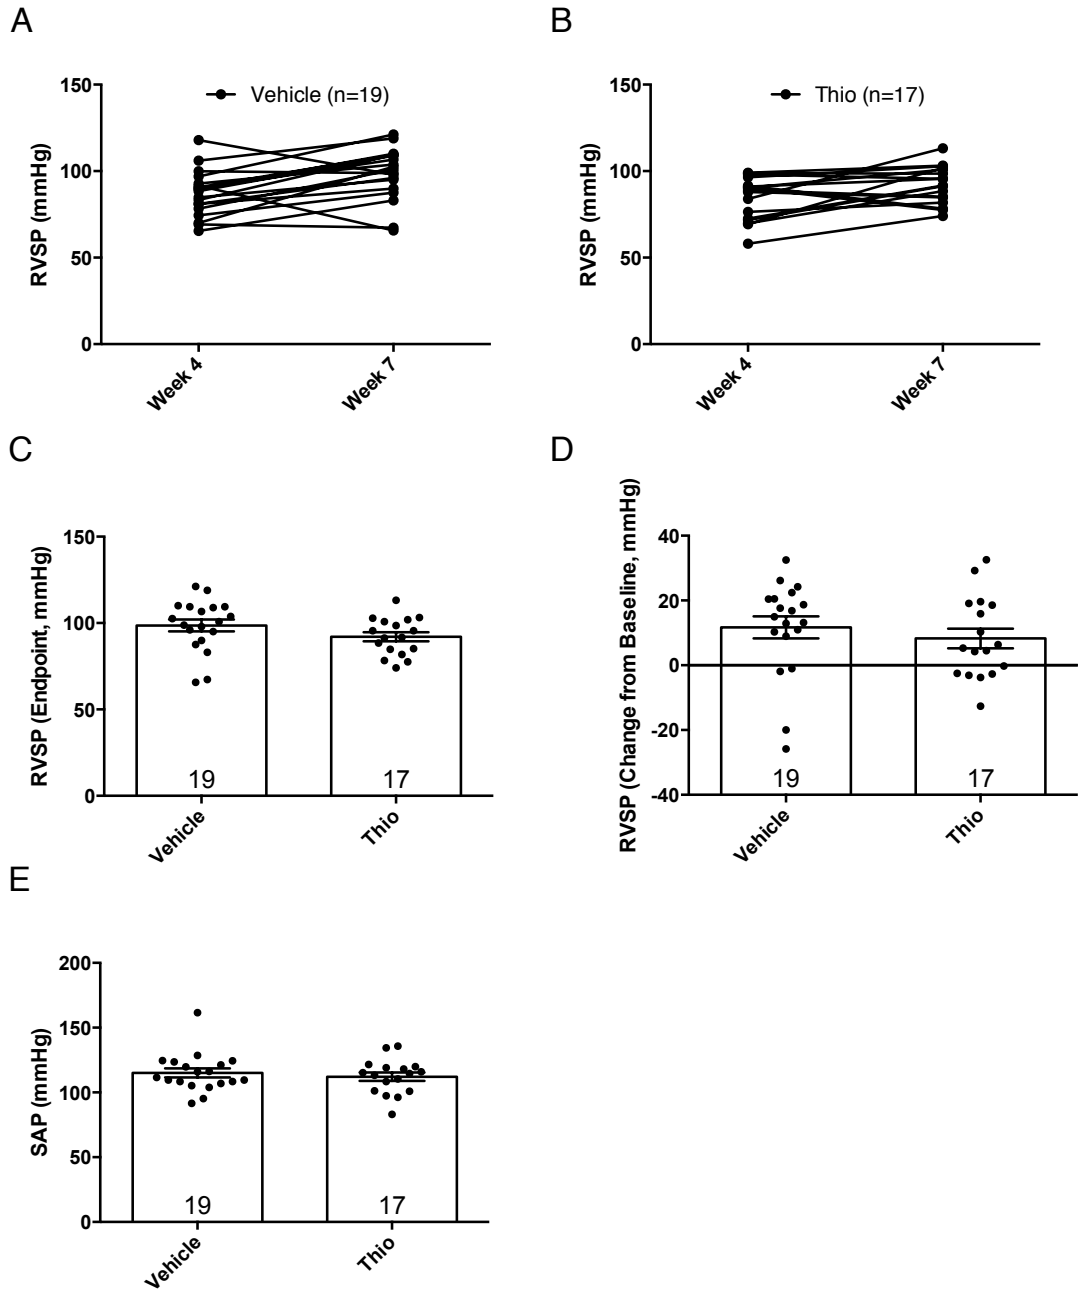 A
RVSP (mmHg)
150
100
50
0
Vehicle (n=19)
Week 4
Week 7
B
RVSP (mmHg)
150
100
50
0
Thio (n=17)
Week 4
Week 7
C
RVSP (Endpoint, mmHg)
150
100
50
0
19
17
Vehicle
Thio
D
RVSP (Change from Baseline, mmHg)
40
20
0
-20
-40
19
17
Vehicle
Thio
E
SAP (mmHg)
200
150
100
50
0
19
17
Vehicle
Thio